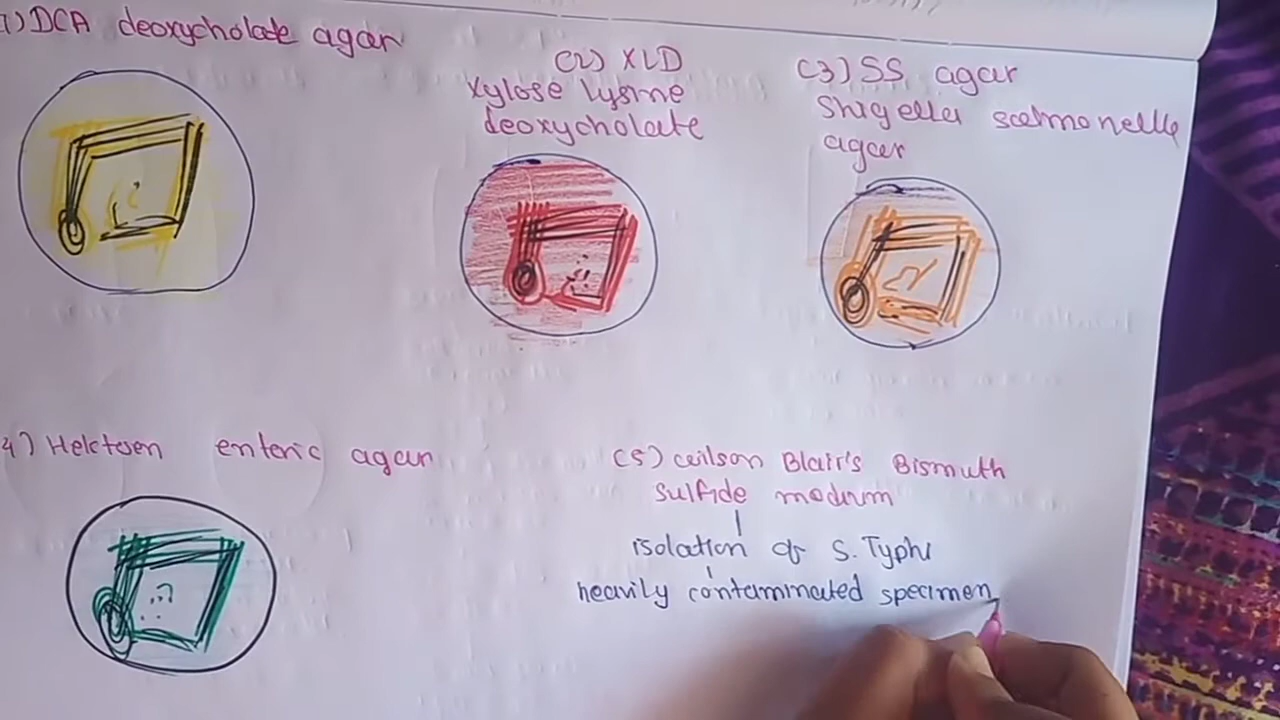 1) DCA deoxycholate agar
(2) XLD
Xylose lysine
deoxycholate
(3) SS agar
Shigella salmonella
agar
4) Hektoen enteric agar
(5) wilson Blair's Bismuth
Sulfide medium
isolation of S. Typhi
heavily contaminated specimen